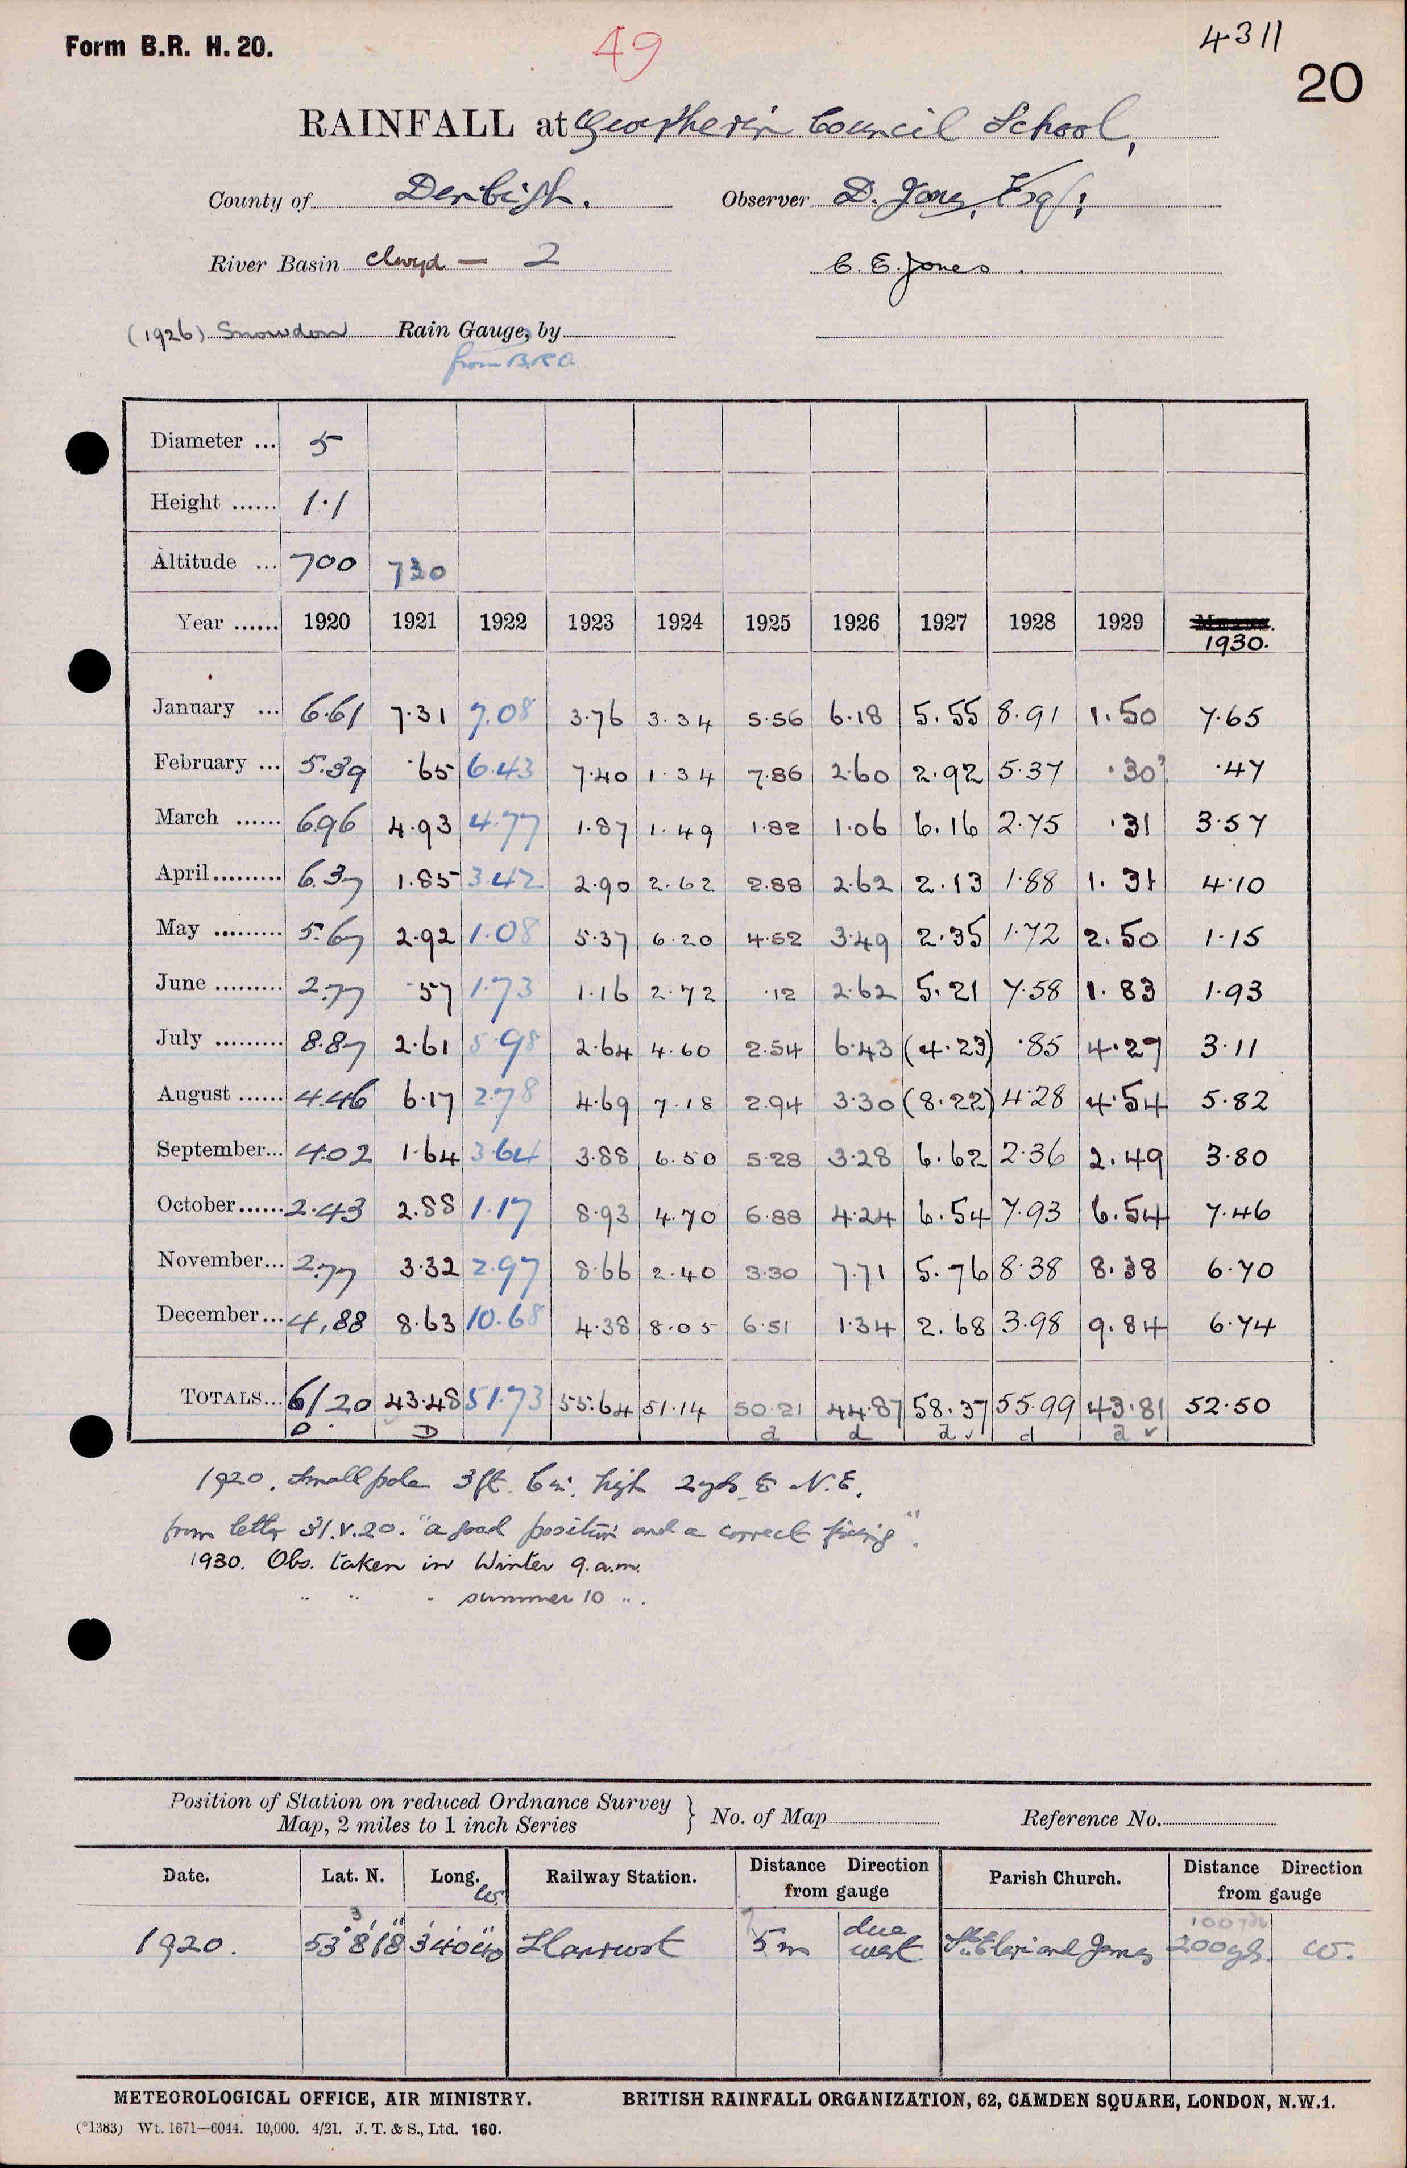 Form B.R. H. 20.
49
4311
20
RAINFALL at Gwytherin Council School,
County of Denbigh. Observer D. Jones, Esq.;
River Basin Clwyd — 2 C. E. Jones
(1926) Snowdon Rain Gauge, by
from B.R.O.
Diameter ... 5
Height ...... 1.1
Altitude ... 700 730
Year ...... 1920 1921 1922 1923 1924 1925 1926 1927 1928 1929 1930.
January ... 6.61 7.31 7.08 3.76 3.34 5.56 6.18 5.55 8.91 1.50 7.65
February ... 5.39 .65 6.43 7.40 1.34 7.86 2.60 2.92 5.37 .30? .47
March ...... 6.96 4.93 4.77 1.87 1.49 1.82 1.06 6.16 2.75 .31 3.57
April ......... 6.37 1.85 3.42 2.90 2.62 2.88 2.62 2.13 1.88 1.31 4.10
May ......... 5.67 2.92 1.08 5.37 6.20 4.52 3.49 2.35 1.72 2.50 1.15
June ......... 2.77 .57 1.73 1.16 2.72 .12 2.62 5.21 7.58 1.83 1.93
July ......... 8.87 2.61 5.98 2.64 4.60 2.54 6.43 (4.23) .85 4.27 3.11
August ...... 4.46 6.17 2.78 4.69 7.18 2.94 3.30 (8.22) 4.28 4.54 5.82
September... 4.02 1.64 3.64 3.88 6.50 5.28 3.28 6.62 2.36 2.49 3.80
October...... 2.43 2.88 1.17 8.93 4.70 6.88 4.24 6.54 7.93 6.54 7.46
November... 2.77 3.32 2.97 8.66 2.40 3.30 7.71 5.76 8.38 8.38 6.70
December... 4.88 8.63 10.68 4.38 8.05 6.51 1.34 2.68 3.98 9.84 6.74
TOTALS... 61.20 43.48 51.73 55.64 51.14 50.21 44.87 58.37 55.99 43.81 52.50
D D d d d ✓ d d ✓
1920. Small pole 3ft. 6in. high 2yds E N.E.
from letter 31.V.20. "a good position and a correct fixing".
1930. Obs. taken in Winter 9.a.m.
" " " summer 10 " .
Position of Station on reduced Ordnance Survey Map, 2 miles to 1 inch Series } No. of Map Reference No.
Date. Lat. N. Long. W Railway Station. Distance Direction from gauge Parish Church. Distance Direction from gauge
3 100 yds
1920. 53° 8' 18" 3° 40' 40" Llanrwst ? 5 m due west and James 200 yds. W.
METEOROLOGICAL OFFICE, AIR MINISTRY. BRITISH RAINFALL ORGANIZATION, 62, CAMDEN SQUARE, LONDON, N.W.1.
(*1383) Wt. 1671—6044. 10,000. 4/21. J. T. & S., Ltd. 160.